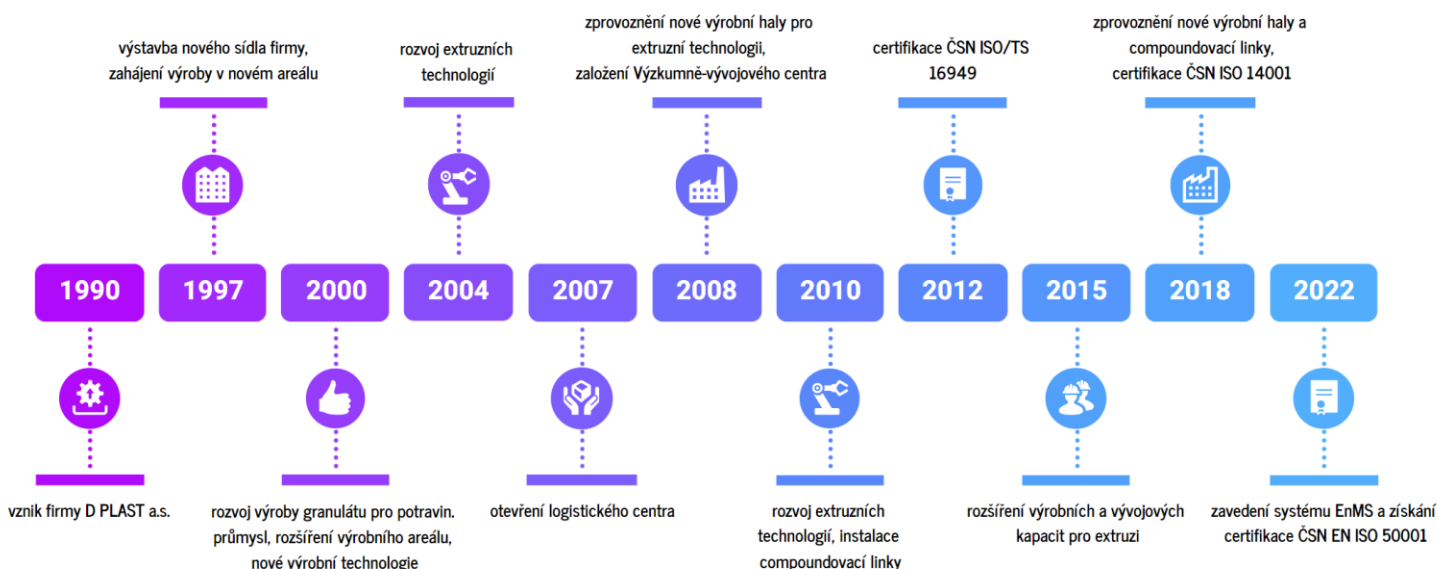 výstavba nového sídla firmy,
zahájení výroby v novém areálu
rozvoj extruzních
technologií
zprovoznění nové výrobní haly pro
extruzní technologii,
založení Výzkumně-vývojového centra
certifikace ČSN ISO/TS
16949
zprovoznění nové výrobní haly a
compoundovací linky,
certifikace ČSN ISO 14001
1990
1997
2000
2004
2007
2008
2010
2012
2015
2018
2022
vznik firmy D PLAST a.s.
rozvoj výroby granulátu pro potravin.
průmysl, rozšíření výrobního areálu,
nové výrobní technologie
otevření logistického centra
rozvoj extruzních
technologií, instalace
compoundovací linky
rozšíření výrobních a vývojových
kapacit pro extruzi
zavedení systému EnMS a získání
certifikace ČSN EN ISO 50001